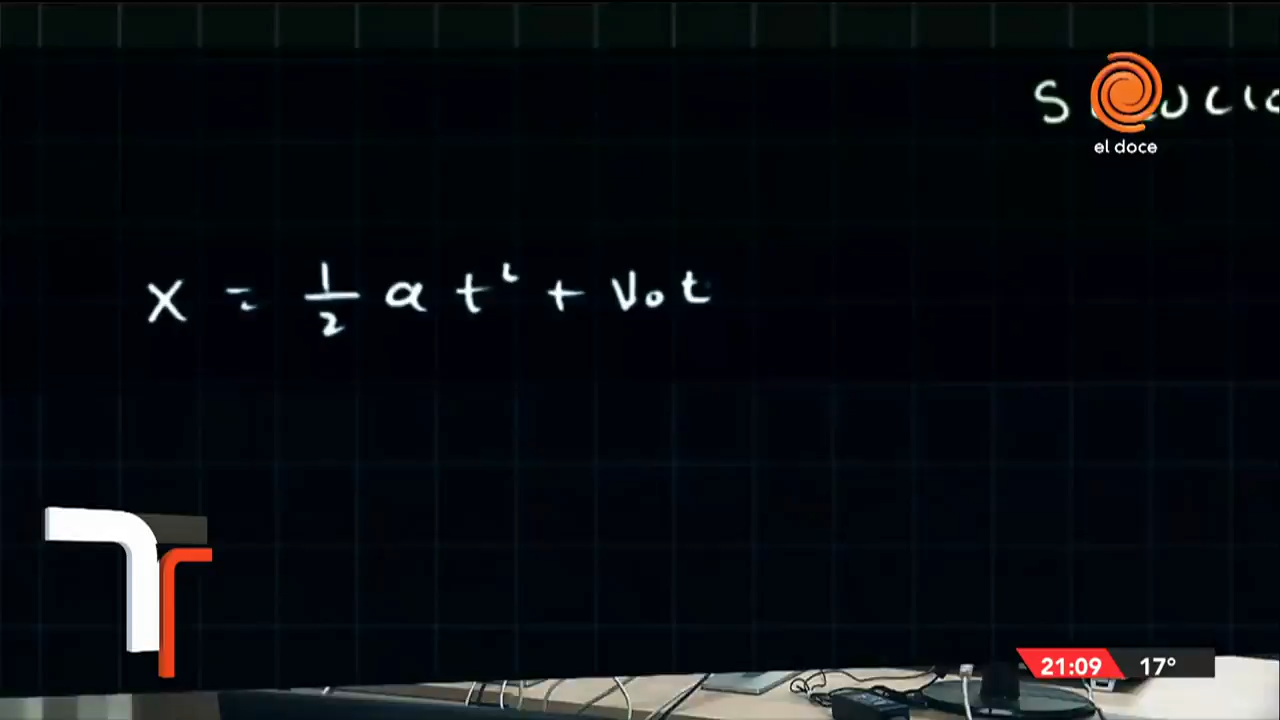 el doce
x = 1/2 a t² + v₀ t
21:09 17°